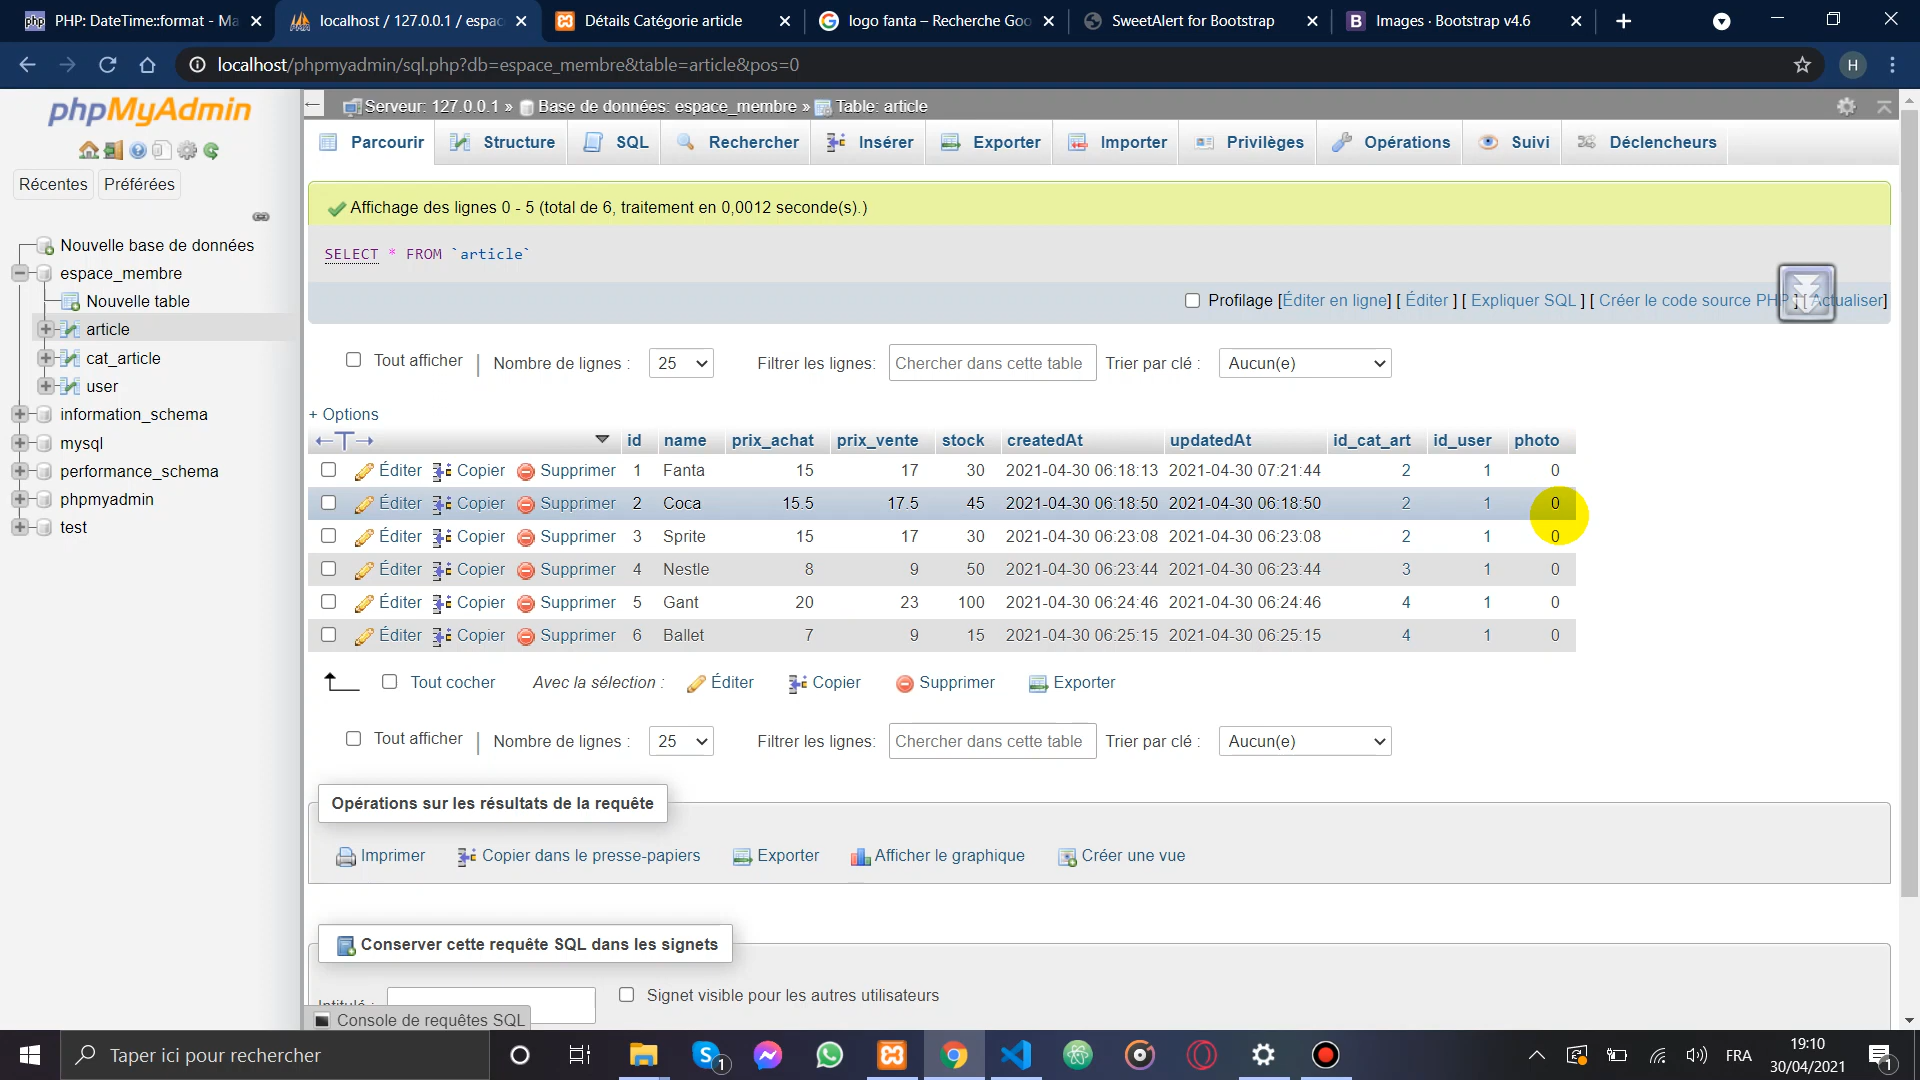 PHP: DateTime::format - Ma
localhost / 127.0.0.1 / espac
Détails Catégorie article
logo fanta – Recherche Goo
SweetAlert for Bootstrap
Images · Bootstrap v4.6
localhost/phpmyadmin/sql.php?db=espace_membre&table=article&pos=0
H
phpMyAdmin
Récentes Préférées
Nouvelle base de données
espace_membre
Nouvelle table
article
cat_article
user
information_schema
mysql
performance_schema
phpmyadmin
test
Serveur: 127.0.0.1 » Base de données: espace_membre » Table: article
Parcourir Structure SQL Rechercher Insérer Exporter Importer Privilèges Opérations Suivi Déclencheurs
Affichage des lignes 0 - 5 (total de 6, traitement en 0,0012 seconde(s).)
SELECT * FROM `article`
Profilage [Éditer en ligne] [ Éditer ] [ Expliquer SQL ] [ Créer le code source PHP ] [ Actualiser]
Tout afficher | Nombre de lignes : 25 Filtrer les lignes: Chercher dans cette table Trier par clé : Aucun(e)
+ Options
←T→ id name prix_achat prix_vente stock createdAt updatedAt id_cat_art id_user photo
Éditer Copier Supprimer 1 Fanta 15 17 30 2021-04-30 06:18:13 2021-04-30 07:21:44 2 1 0
Éditer Copier Supprimer 2 Coca 15.5 17.5 45 2021-04-30 06:18:50 2021-04-30 06:18:50 2 1 0
Éditer Copier Supprimer 3 Sprite 15 17 30 2021-04-30 06:23:08 2021-04-30 06:23:08 2 1 0
Éditer Copier Supprimer 4 Nestle 8 9 50 2021-04-30 06:23:44 2021-04-30 06:23:44 3 1 0
Éditer Copier Supprimer 5 Gant 20 23 100 2021-04-30 06:24:46 2021-04-30 06:24:46 4 1 0
Éditer Copier Supprimer 6 Ballet 7 9 15 2021-04-30 06:25:15 2021-04-30 06:25:15 4 1 0
Tout cocher Avec la sélection : Éditer Copier Supprimer Exporter
Tout afficher | Nombre de lignes : 25 Filtrer les lignes: Chercher dans cette table Trier par clé : Aucun(e)
Opérations sur les résultats de la requête
Imprimer Copier dans le presse-papiers Exporter Afficher le graphique Créer une vue
Conserver cette requête SQL dans les signets
Intitulé : Signet visible pour les autres utilisateurs
Console de requêtes SQL
Taper ici pour rechercher
1
FRA
19:10
30/04/2021
1